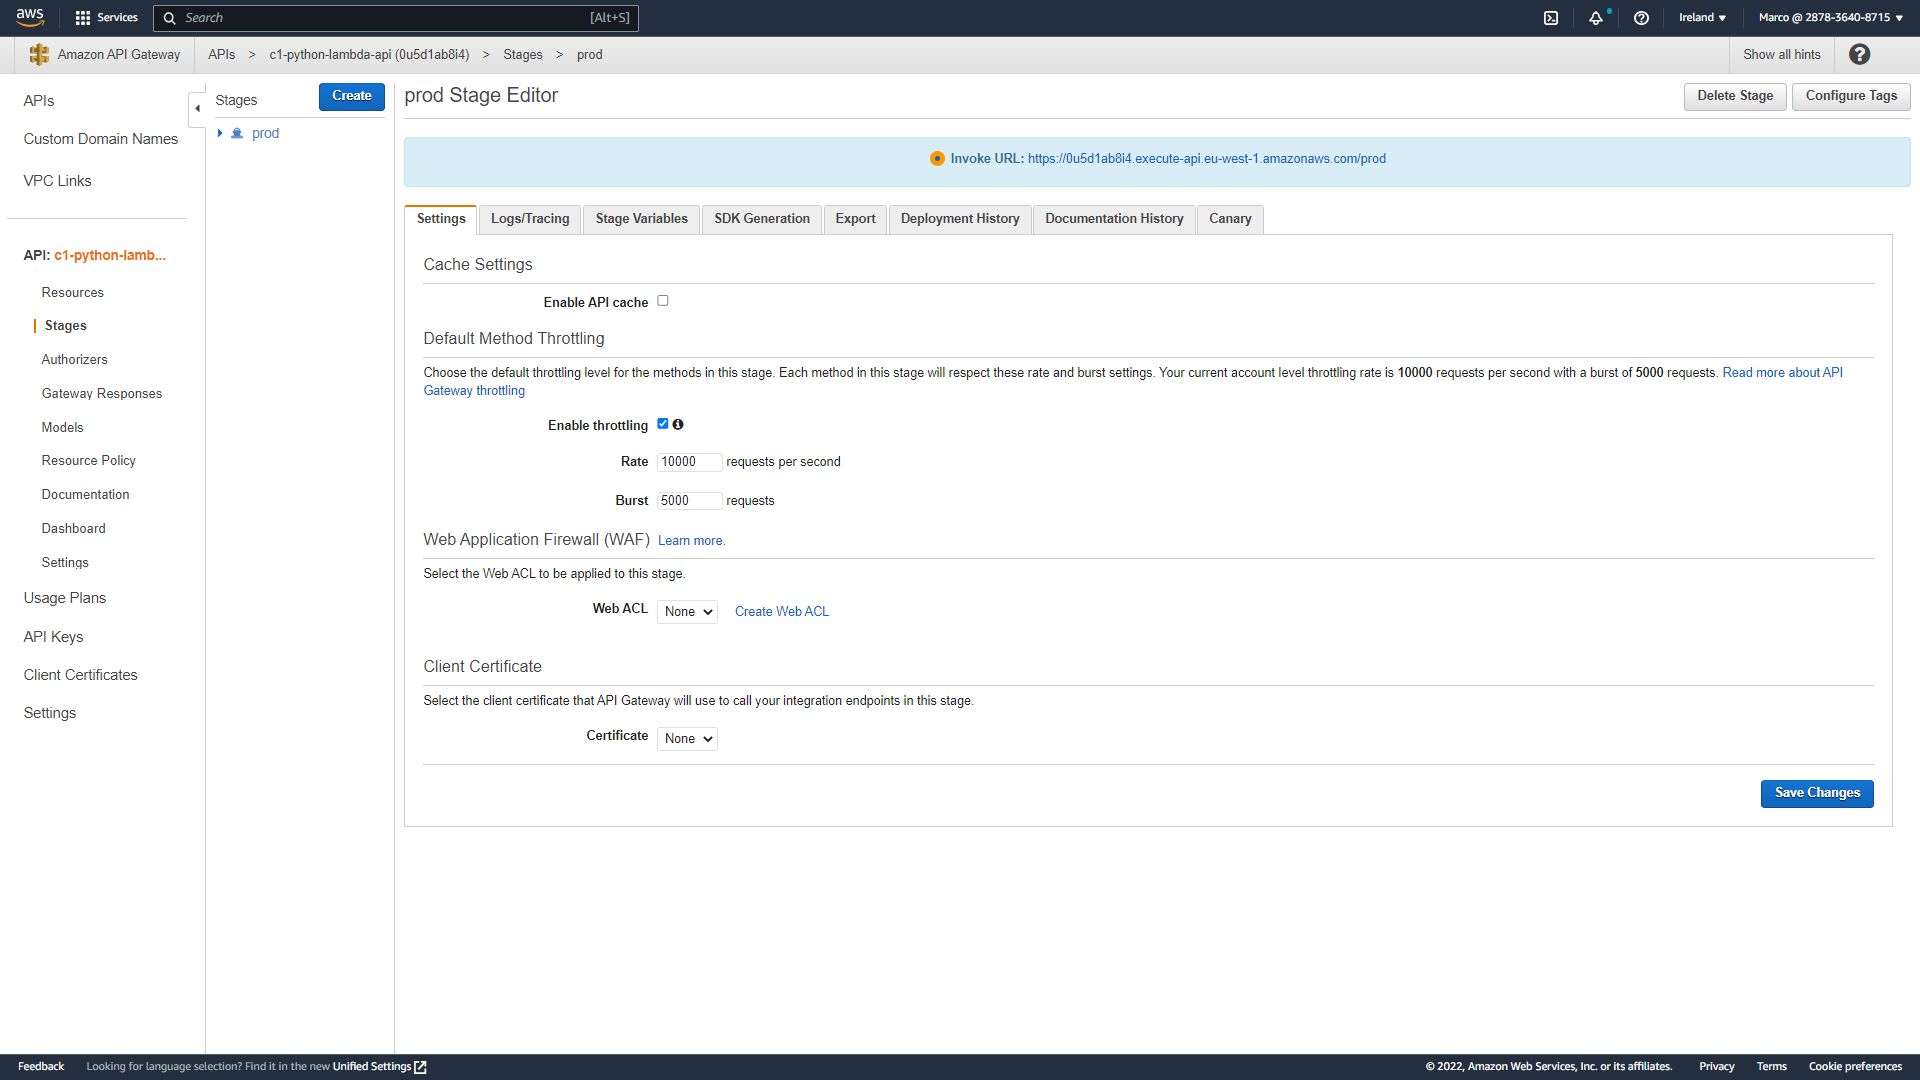 aws
Services
Search
[Alt+S]
Ireland
Marco @ 2878-3640-8715
Amazon API Gateway
APIs > c1-python-lambda-api (0u5d1ab8i4) > Stages > prod
Show all hints
APIs
Custom Domain Names
VPC Links
API: c1-python-lamb...
Resources
Stages
Authorizers
Gateway Responses
Models
Resource Policy
Documentation
Dashboard
Settings
Usage Plans
API Keys
Client Certificates
Settings
Stages
Create
prod
prod Stage Editor
Delete Stage
Configure Tags
Invoke URL: https://0u5d1ab8i4.execute-api.eu-west-1.amazonaws.com/prod
Settings
Logs/Tracing
Stage Variables
SDK Generation
Export
Deployment History
Documentation History
Canary
Cache Settings
Enable API cache
Default Method Throttling
Choose the default throttling level for the methods in this stage. Each method in this stage will respect these rate and burst settings. Your current account level throttling rate is 10000 requests per second with a burst of 5000 requests. Read more about API
Gateway throttling
Enable throttling
Rate 10000 requests per second
Burst 5000 requests
Web Application Firewall (WAF) Learn more.
Select the Web ACL to be applied to this stage.
Web ACL None Create Web ACL
Client Certificate
Select the client certificate that API Gateway will use to call your integration endpoints in this stage.
Certificate None
Save Changes
Feedback
Looking for language selection? Find it in the new Unified Settings
© 2022, Amazon Web Services, Inc. or its affiliates.
Privacy
Terms
Cookie preferences